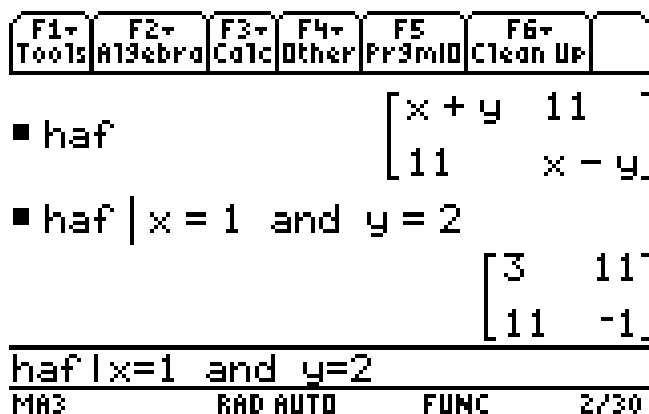 F1▾ F2▾ F3▾ F4▾ F5 F6▾
Tools Algebra Calc Other PrgmIO Clean Up
▪ haf [x + y 11
11 x - y]
▪ haf | x = 1 and y = 2
[3 11
11 -1]
haf|x=1 and y=2
MA3 RAD AUTO FUNC 2/30